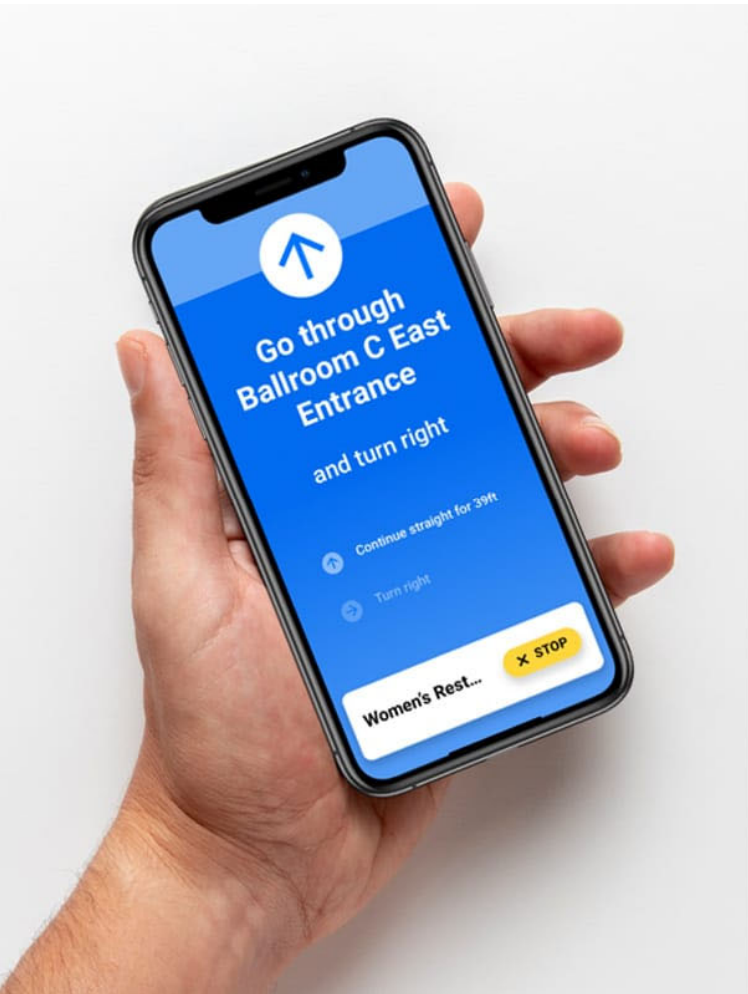 Go through
Ballroom C East
Entrance
and turn right
Continue straight for 39ft
Turn right
Women's Rest...
STOP